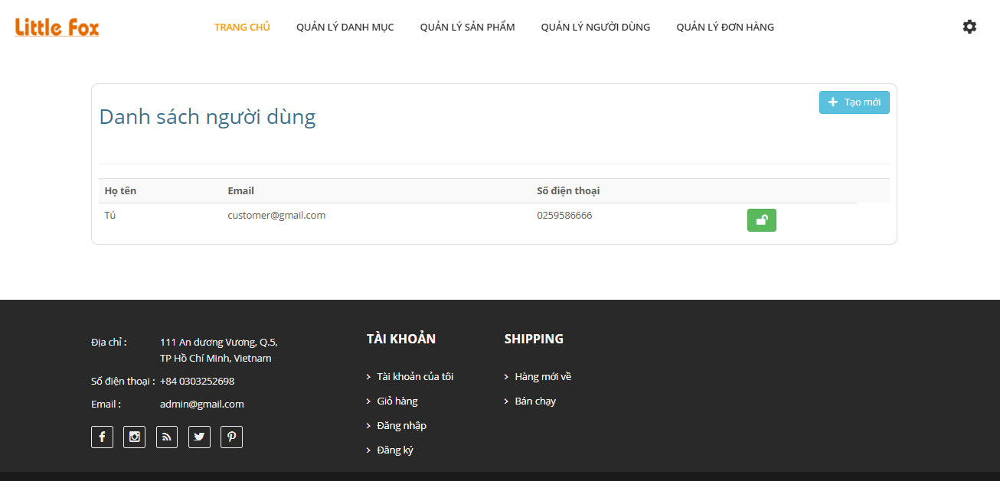 Little Fox
TRANG CHỦ QUẢN LÝ DANH MỤC QUẢN LÝ SẢN PHẨM QUẢN LÝ NGƯỜI DÙNG QUẢN LÝ ĐƠN HÀNG
Tạo mới
Danh sách người dùng
Họ tên Email Số điện thoại
Tú customer@gmail.com 0259586666
Địa chỉ : 111 An dương Vương, Q.5,
TP Hồ Chí Minh, Vietnam
Số điện thoại : +84 0303252698
Email : admin@gmail.com
TÀI KHOẢN
Tài khoản của tôi
Giỏ hàng
Đăng nhập
Đăng ký
SHIPPING
Hàng mới về
Bán chạy